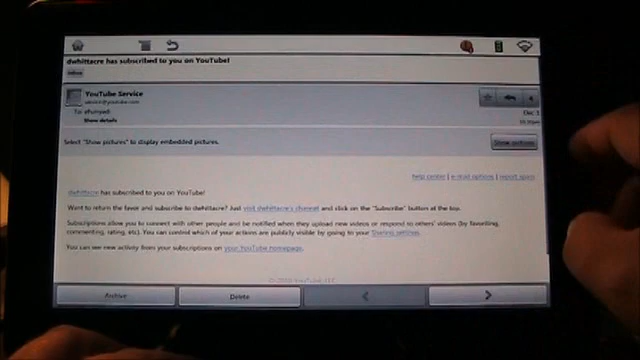 dwhittacre has subscribed to you on YouTube!
Inbox
YouTube Service
service@youtube.com
To:
Show details
Dec 1
Select "Show pictures" to display embedded pictures.
Show pictures
help center | e-mail options | report spam
dwhittacre has subscribed to you on YouTube!
Want to return the favor and subscribe to dwhittacre? Just visit dwhittacre's channel and click on the "Subscribe" button at the top.
Subscriptions allow you to connect with other people and be notified when they upload new videos or respond to others' videos (by favoriting,
commenting, rating, etc). You can control which of your actions are publicly visible by going to your Sharing settings.
You can see new activity from your subscriptions on your YouTube homepage.
YouTube, LLC
Archive
Delete